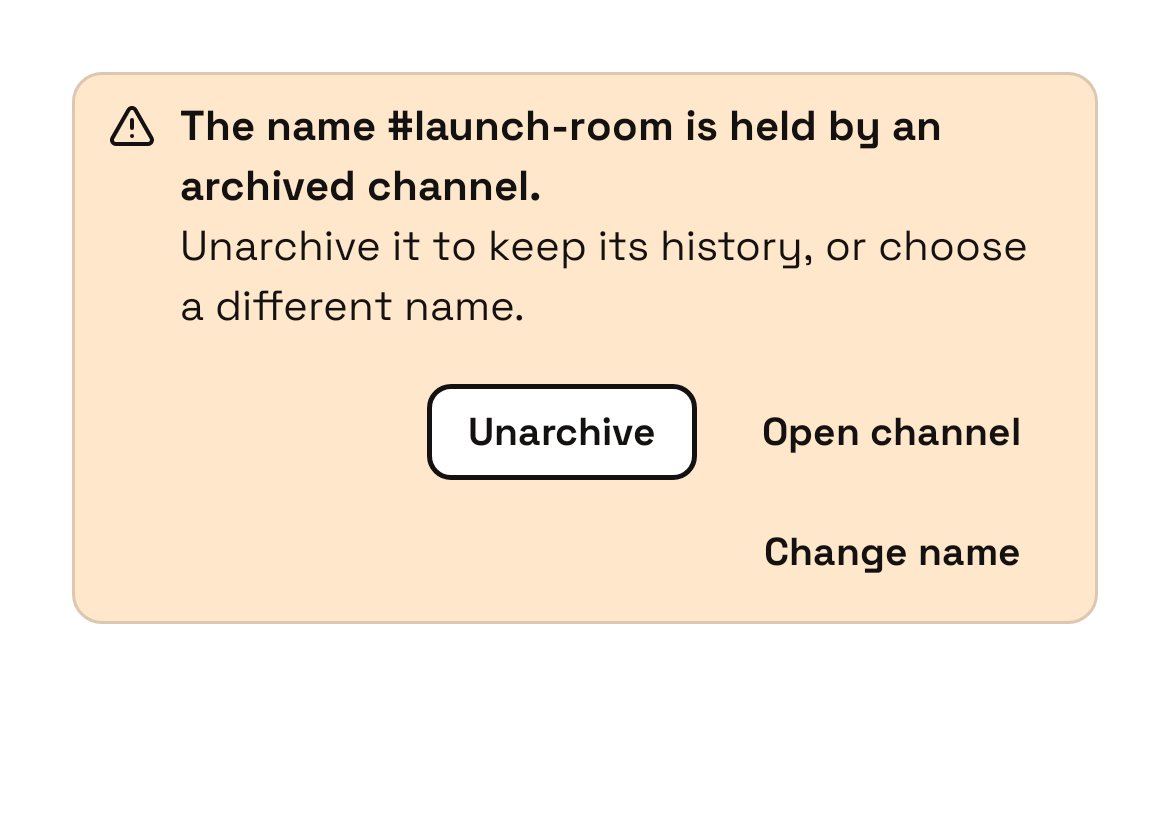 The name #launch-room is held by an
archived channel.
Unarchive it to keep its history, or choose
a different name.
Unarchive
Open channel
Change name